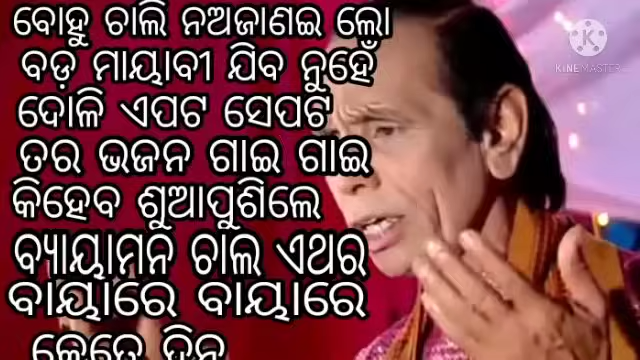 ବୋହୁ ଚାଲି ନଅଜାଣଇ ଲୋ
ବଡ଼ ମାୟାବୀ ଯିବ ନୁହେଁ
ଦୋଳି ଏପଟ ସେପଟ
ତର ଭଜନ ଗାଇ ଗାଇ
କିହେବ ଶୁଆପୁଶିଲେ
ବ୍ୟାୟାମନ ଚାଲ ଏଥର
ବାୟାରେ ବାୟାରେ
କେତେ ଦିନ
KINEMASTER